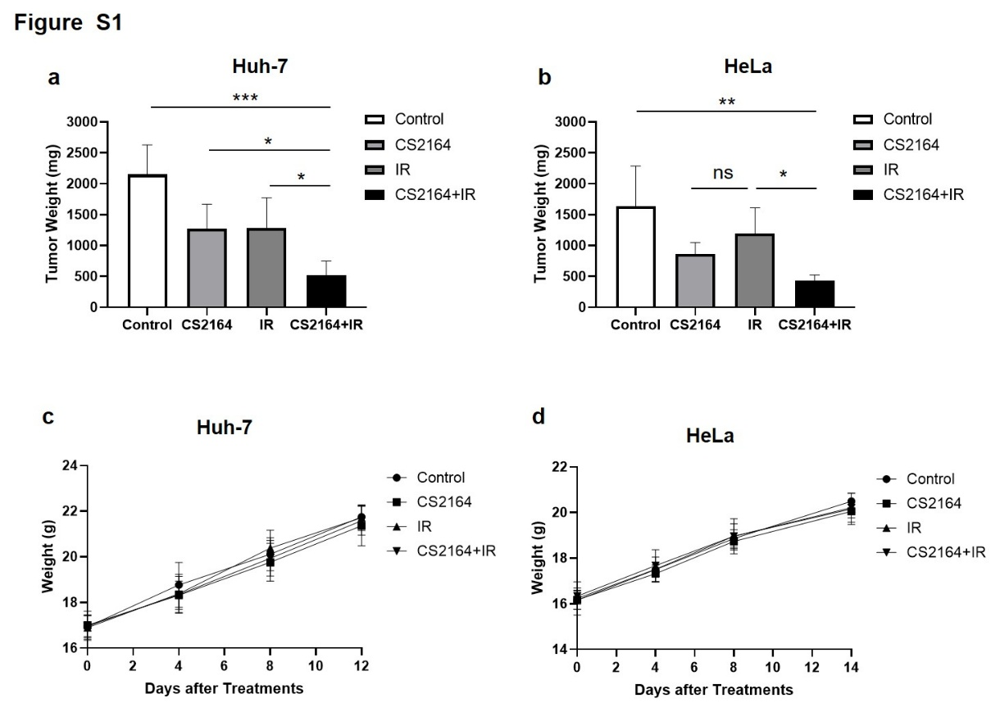 Figure S1
a
Huh-7
***
*
*
3000
2500
2000
1500
1000
500
0
Tumor Weight (mg)
Control
CS2164
IR
CS2164+IR
Control
CS2164
IR
CS2164+IR
b
HeLa
**
ns
*
3000
2500
2000
1500
1000
500
0
Tumor Weight (mg)
Control
CS2164
IR
CS2164+IR
Control
CS2164
IR
CS2164+IR
c
Huh-7
24
22
20
18
16
Weight (g)
0 2 4 6 8 10 12
Days after Treatments
Control
CS2164
IR
CS2164+IR
d
HeLa
22
20
18
16
14
Weight (g)
0 2 4 6 8 10 12 14
Days after Treatments
Control
CS2164
IR
CS2164+IR